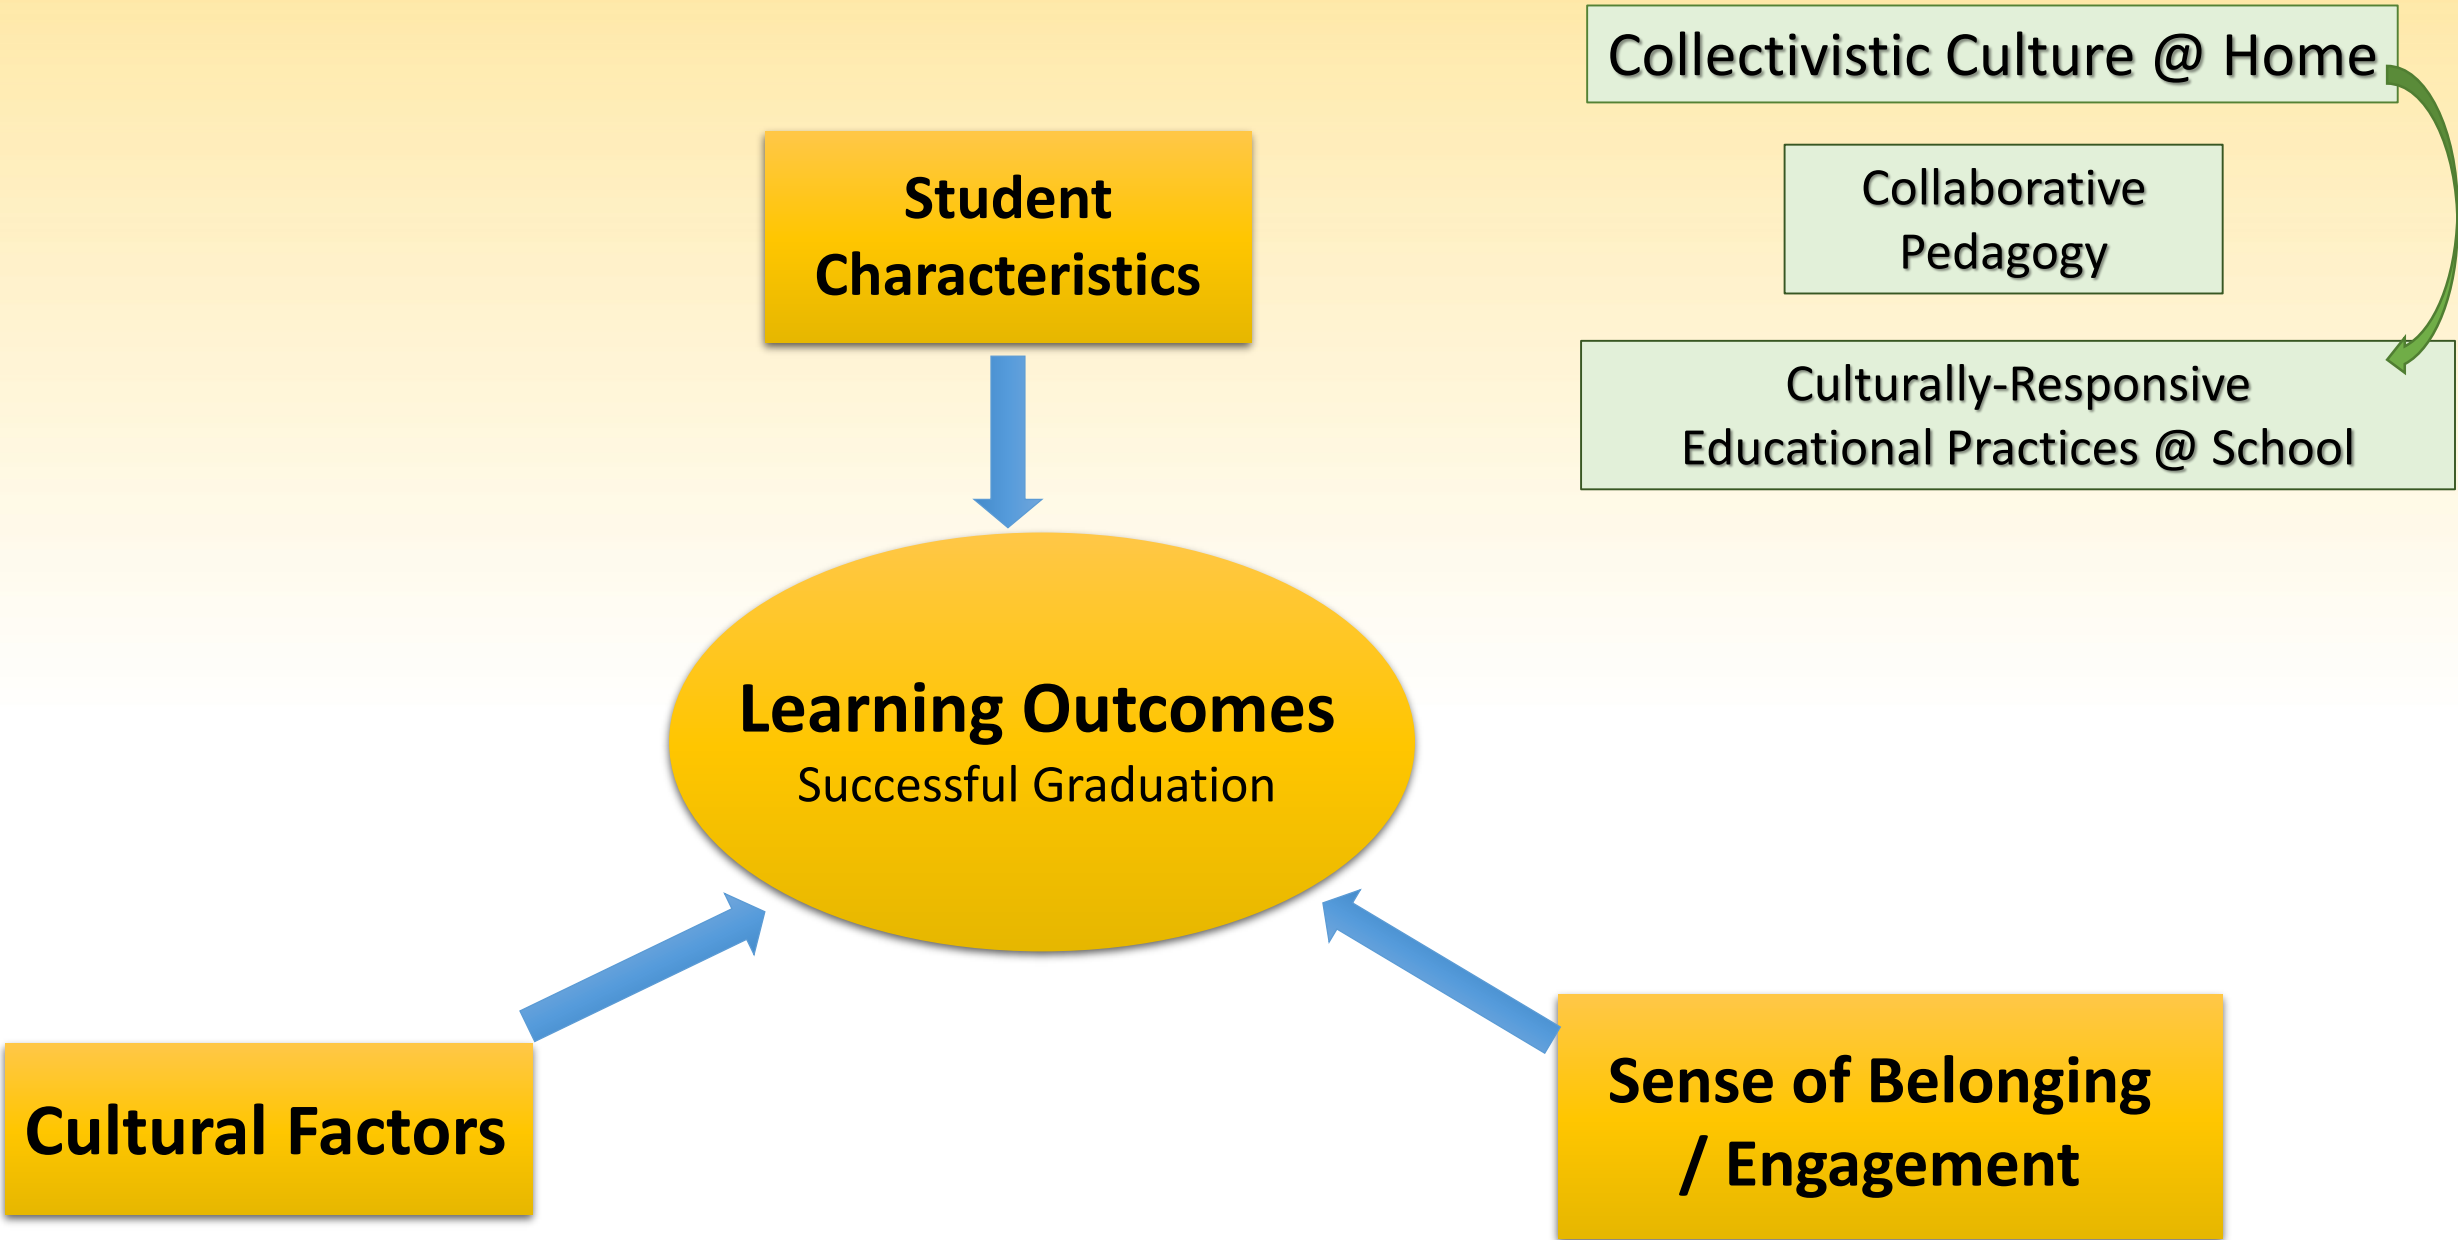 Collectivistic Culture @ Home
Collaborative
Pedagogy
Culturally-Responsive
Educational Practices @ School
Student
Characteristics
Learning Outcomes
Successful Graduation
Cultural Factors
Sense of Belonging
/ Engagement